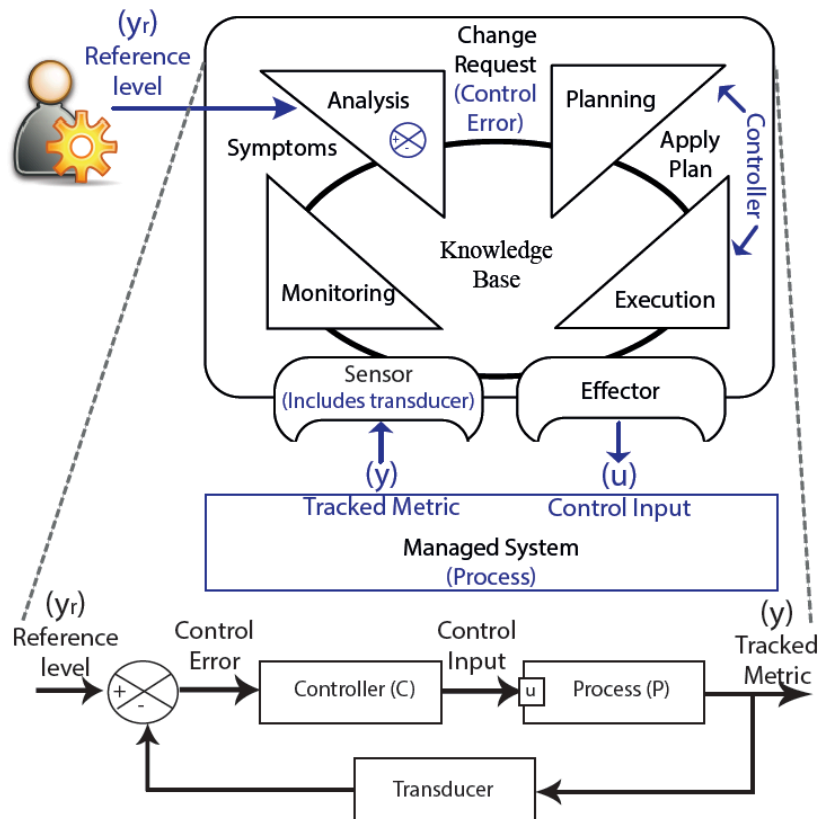 (yr)
Reference
level
Change
Request
(Control
Error)
Analysis
+
-
Planning
Symptoms
Apply
Plan
Controller
Knowledge
Base
Monitoring
Execution
Sensor
(Includes transducer)
Effector
(y)
Tracked Metric
(u)
Control Input
Managed System
(Process)
(yr)
Reference
level
+
-
Control
Error
Controller (C)
Control
Input
u
Process (P)
(y)
Tracked
Metric
Transducer